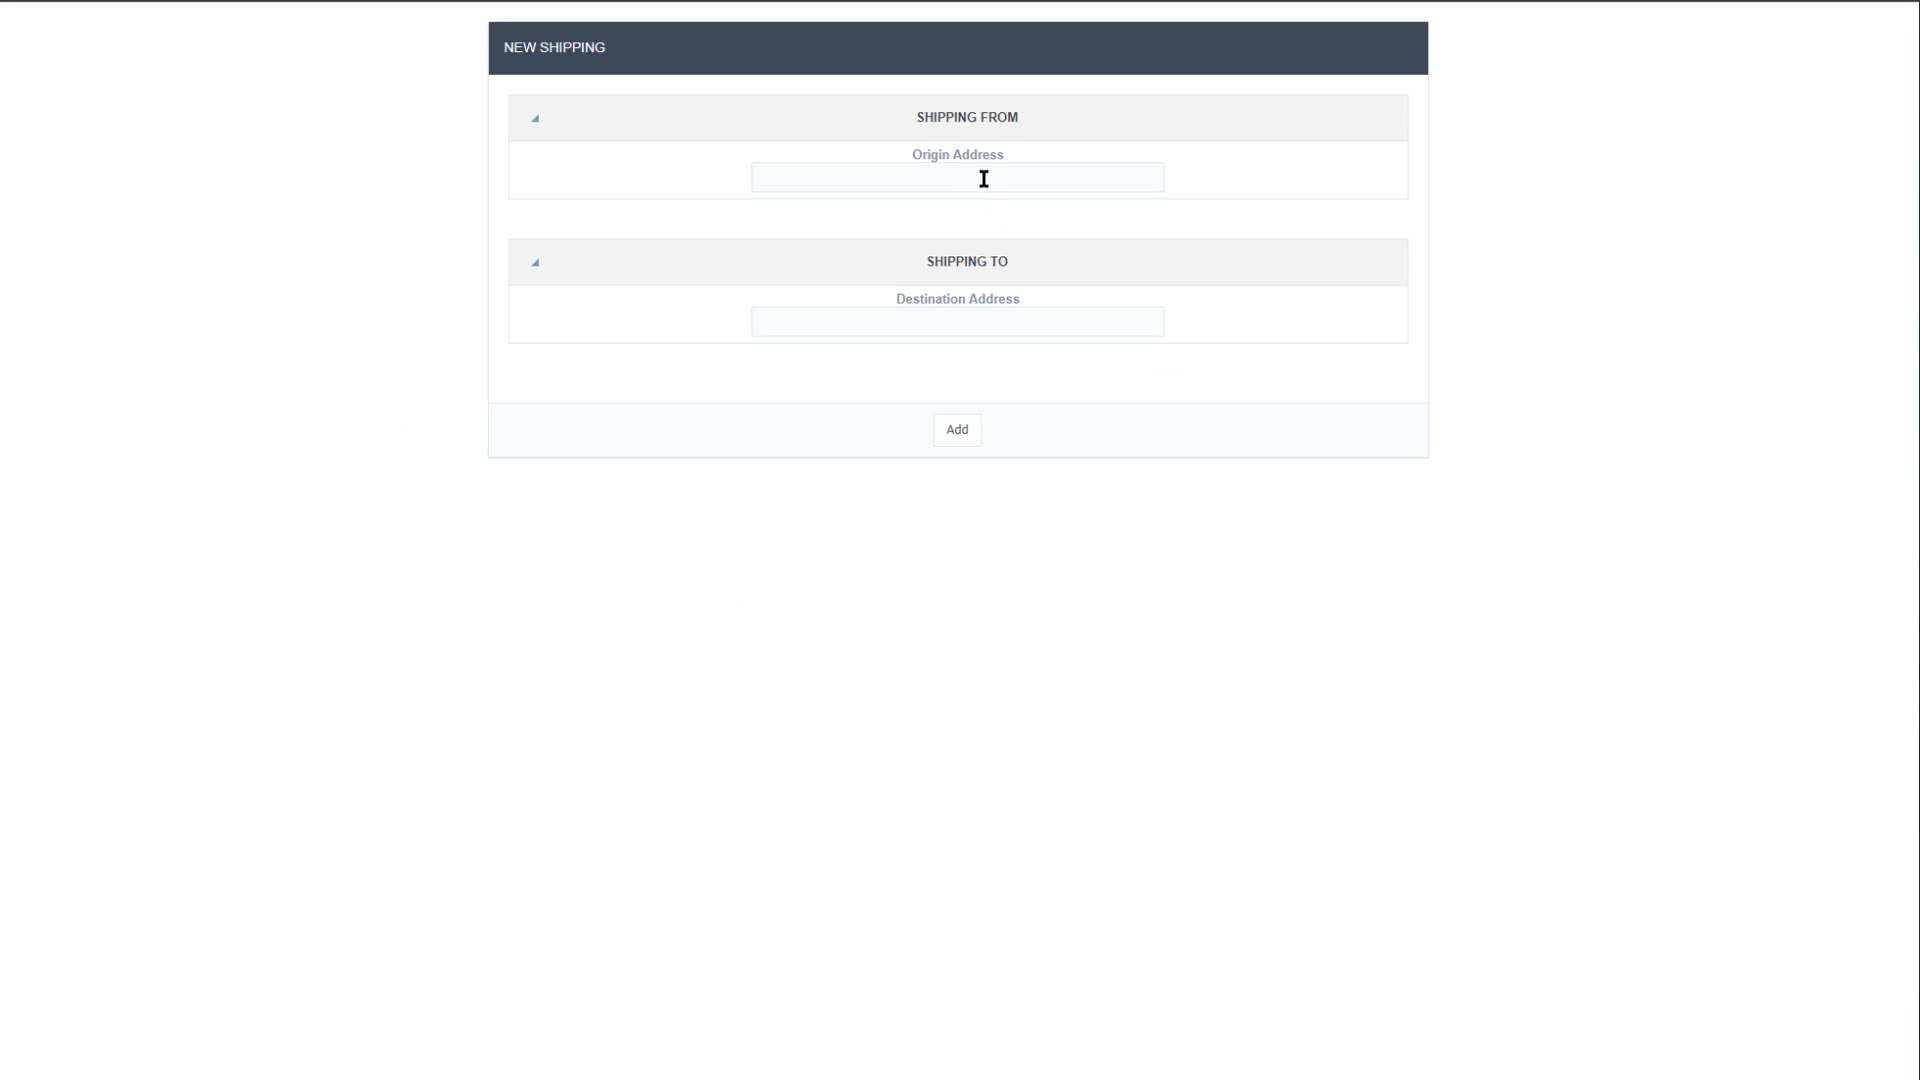 NEW SHIPPING
SHIPPING FROM
Origin Address
SHIPPING TO
Destination Address
Add